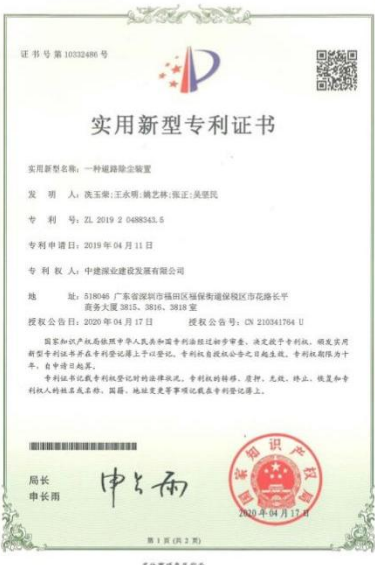 证书号第10332486号
实用新型专利证书
实用新型名称：一种道路除尘装置
发 明 人：冼玉荣;王永明;姚艺林;张正;吴坚民
专 利 号：ZL 2019 2 0488343.5
专利申请日：2019年04月11日
专 利 权 人：中建深业建设发展有限公司
地 址：518046 广东省深圳市福田区福保街道保税区市花路长平
商务大厦 3815、3816、3818室
授权公告日：2020年04月17日 授权公告号：CN 210341764 U
国家知识产权局依照中华人民共和国专利法经过初步审查，决定授予专利权，颁发实用
新型专利证书并在专利登记簿上予以登记。专利权自授权公告之日起生效。专利权期限为十
年，自申请日起算。
专利证书记载专利权登记时的法律状况。专利权的转移、质押、无效、终止、恢复和专
利权人的姓名或名称、国籍、地址变更等事项记载在专利登记簿上。
局长
申长雨
申长雨
国家知识产权局
2020年04月17日
第 1 页 (共 2 页)